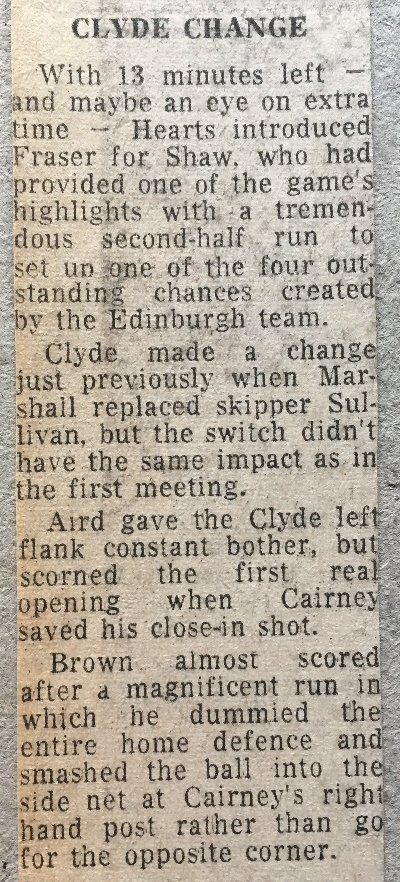 CLYDE CHANGE
With 13 minutes left —
and maybe an eye on extra
time — Hearts introduced
Fraser for Shaw, who had
provided one of the game's
highlights with a tremen-
dous second-half run to
set up one of the four out-
standing chances created
by the Edinburgh team.
Clyde made a change
just previously when Mar-
shall replaced skipper Sul-
livan, but the switch didn't
have the same impact as in
the first meeting.
Aird gave the Clyde left
flank constant bother, but
scorned the first real
opening when Cairney
saved his close-in shot.
Brown almost scored
after a magnificent run in
which he dummied the
entire home defence and
smashed the ball into the
side net at Cairney's right
hand post rather than go
for the opposite corner.